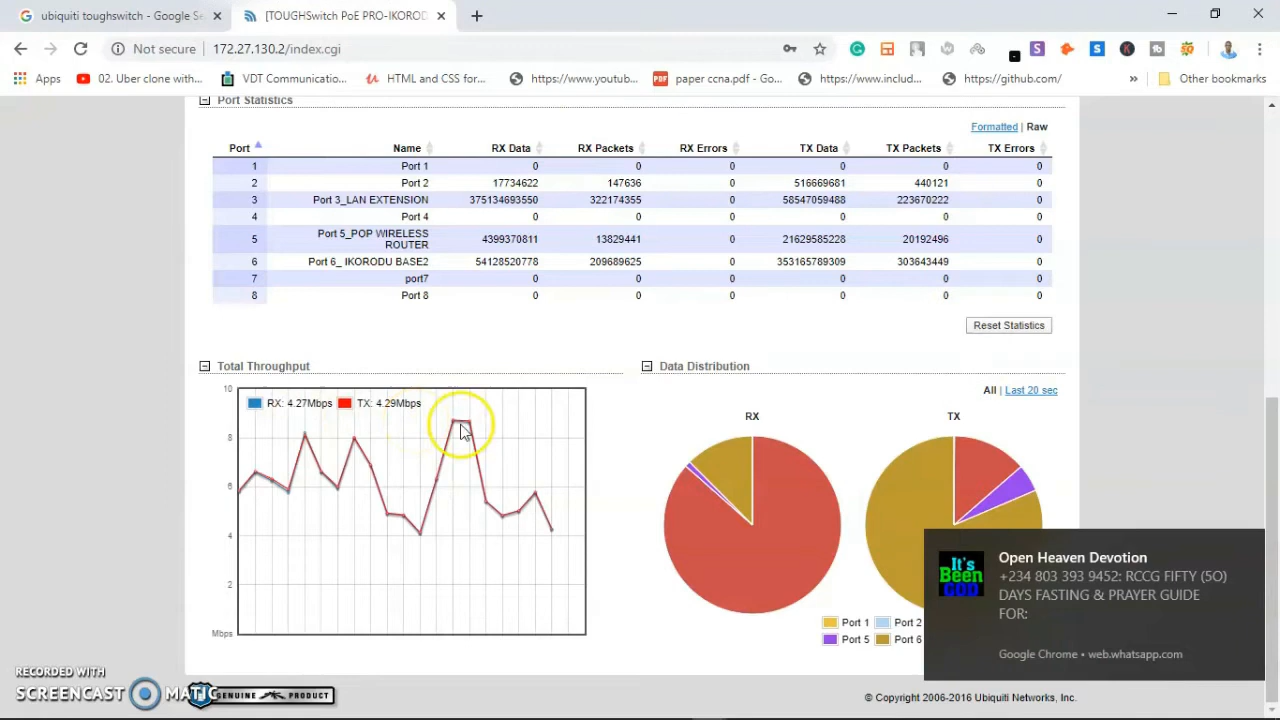 ubiquiti toughswitch - Google Se
[TOUGHSwitch PoE PRO-IKOROD
Not secure | 172.27.130.2/index.cgi
Apps
02. Uber clone with...
VDT Communicatio...
HTML and CSS for...
https://www.youtub...
paper ccna.pdf - Go...
https://www.includ...
https://github.com/
»
Other bookmarks
Port Statistics
Formatted | Raw
Port Name RX Data RX Packets RX Errors TX Data TX Packets TX Errors
1 Port 1 0 0 0 0 0 0
2 Port 2 17734622 147636 0 516669681 440121 0
3 Port 3_LAN EXTENSION 375134693550 322174355 0 58547059488 223670222 0
4 Port 4 0 0 0 0 0 0
5 Port 5_POP WIRELESS ROUTER 4399370811 13829441 0 21629585228 20192496 0
6 Port 6_ IKORODU BASE2 54128520778 209689625 0 353165789309 303643449 0
7 port7 0 0 0 0 0 0
8 Port 8 0 0 0 0 0 0
Reset Statistics
Total Throughput
10
RX: 4.27Mbps TX: 4.29Mbps
8
6
4
2
Mbps
Data Distribution
All | Last 20 sec
RX TX
Port 1 Port 2
Port 5 Port 6
It's
Been
GOD
Open Heaven Devotion
+234 803 393 9452: RCCG FIFTY (5O)
DAYS FASTING & PRAYER GUIDE
FOR:
Google Chrome • web.whatsapp.com
RECORDED WITH
SCREENCAST MATIC
GENUINE PRODUCT
© Copyright 2006-2016 Ubiquiti Networks, Inc.